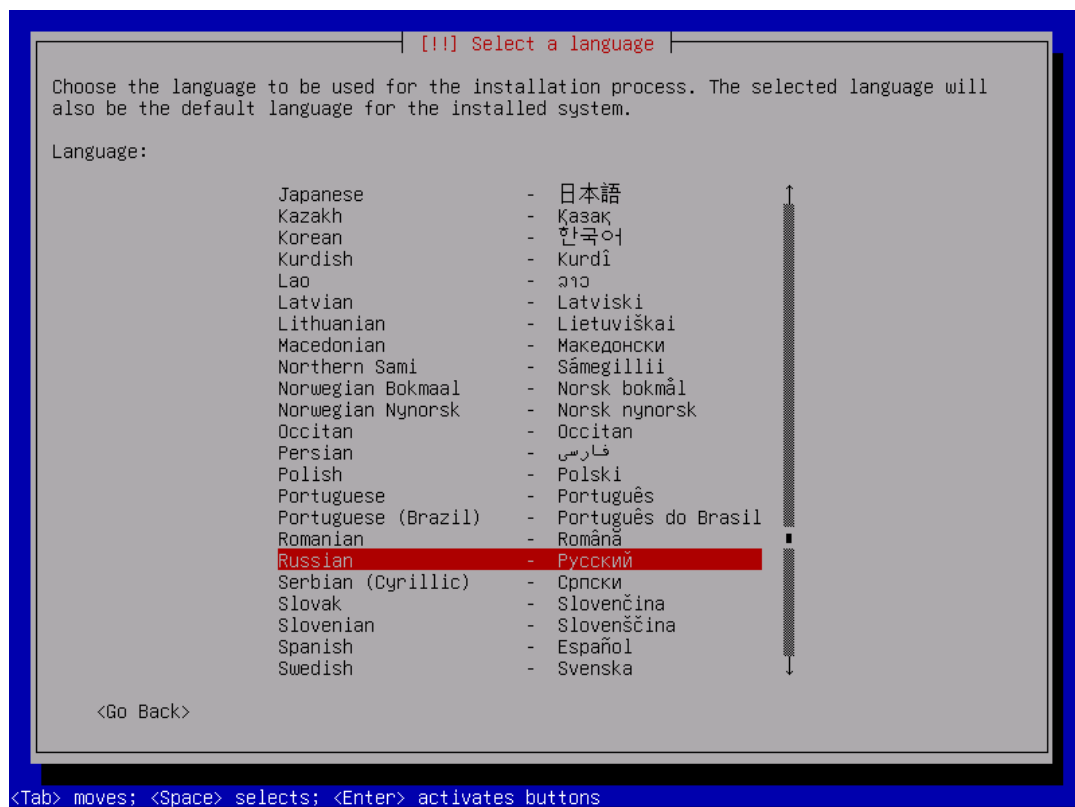 [!!] Select a language
Choose the language to be used for the installation process. The selected language will
also be the default language for the installed system.
Language:
Japanese - 日本語
Kazakh - Қазақ
Korean - 한국어
Kurdish - Kurdî
Lao - ລາວ
Latvian - Latviski
Lithuanian - Lietuviškai
Macedonian - Македонски
Northern Sami - Sámegillii
Norwegian Bokmaal - Norsk bokmål
Norwegian Nynorsk - Norsk nynorsk
Occitan - Occitan
Persian - فارسی
Polish - Polski
Portuguese - Português
Portuguese (Brazil) - Português do Brasil
Romanian - Română
Russian - Русский
Serbian (Cyrillic) - Српски
Slovak - Slovenčina
Slovenian - Slovenščina
Spanish - Español
Swedish - Svenska
<Go Back>
<Tab> moves; <Space> selects; <Enter> activates buttons